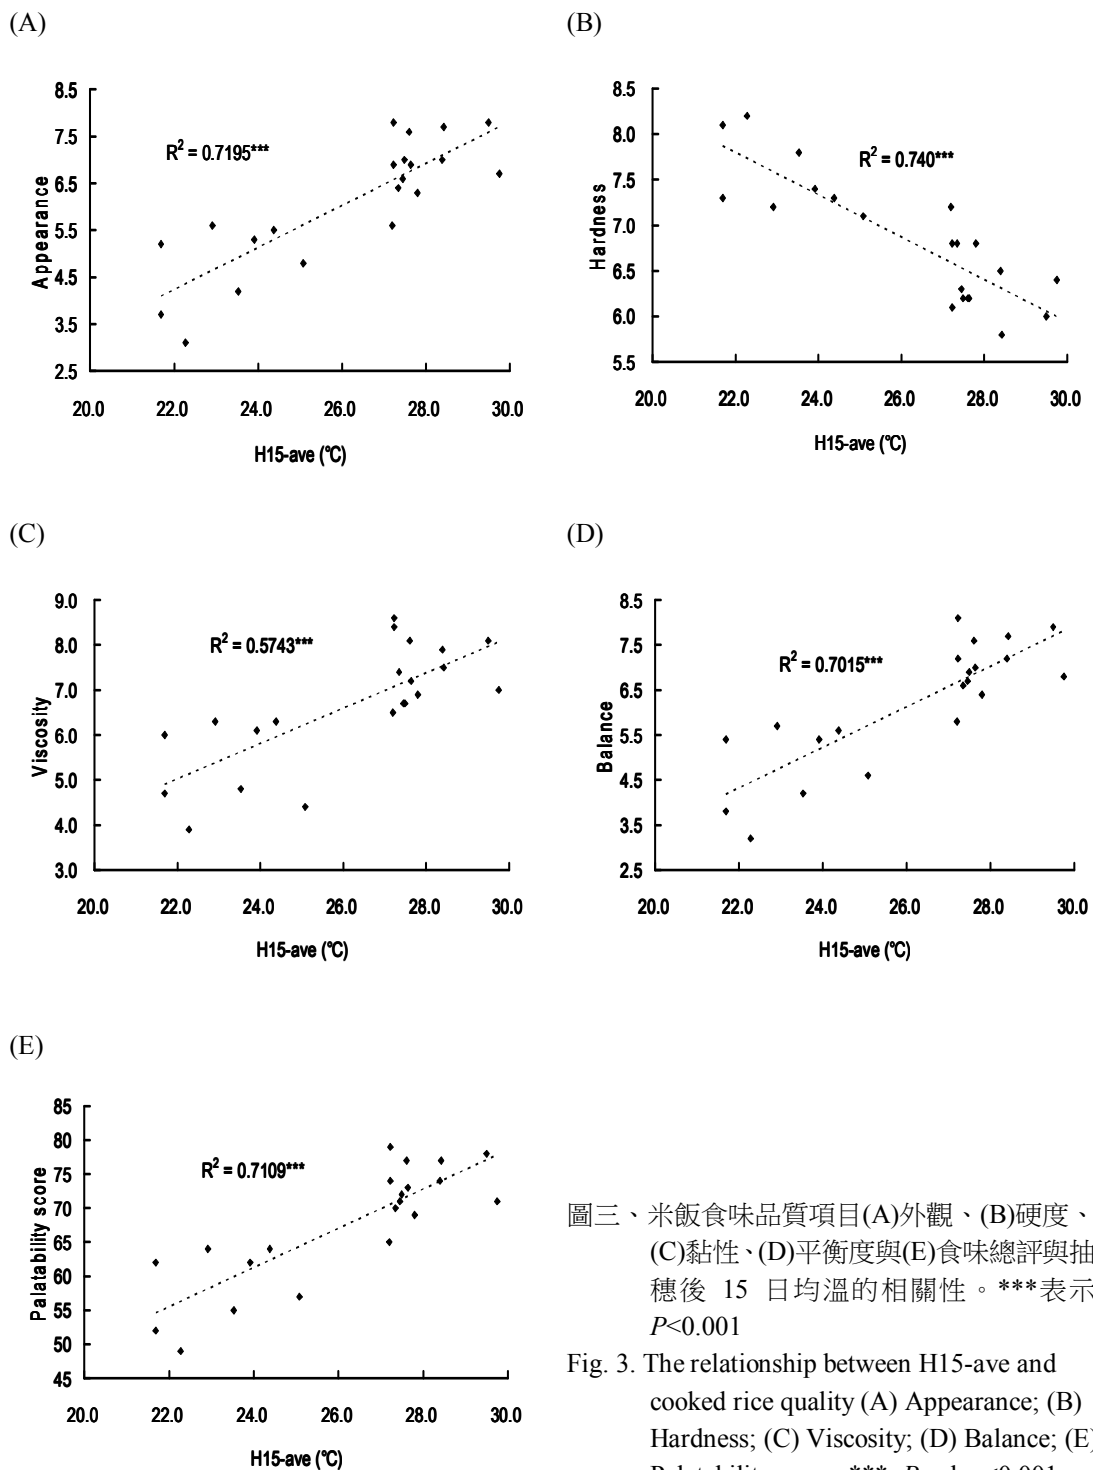 (A)
8.5
7.5
6.5
5.5
4.5
3.5
2.5
Appearance
R² = 0.7195***
20.0 22.0 24.0 26.0 28.0 30.0
H15-ave (℃)
(B)
8.5
8.0
7.5
7.0
6.5
6.0
5.5
Hardness
R² = 0.740***
20.0 22.0 24.0 26.0 28.0 30.0
H15-ave (℃)
(C)
9.0
8.0
7.0
6.0
5.0
4.0
3.0
Viscosity
R² = 0.5743***
20.0 22.0 24.0 26.0 28.0 30.0
H15-ave (℃)
(D)
8.5
7.5
6.5
5.5
4.5
3.5
2.5
Balance
R² = 0.7015***
20.0 22.0 24.0 26.0 28.0 30.0
H15-ave (℃)
(E)
85
80
75
70
65
60
55
50
45
Palatability score
R² = 0.7109***
20.0 22.0 24.0 26.0 28.0 30.0
H15-ave (℃)
圖三、米飯食味品質項目(A)外觀、(B)硬度、
(C)黏性、(D)平衡度與(E)食味總評與抽
穗後 15 日均溫的相關性。***表示
P<0.001
Fig. 3. The relationship between H15-ave and
cooked rice quality (A) Appearance; (B)
Hardness; (C) Viscosity; (D) Balance; (E)